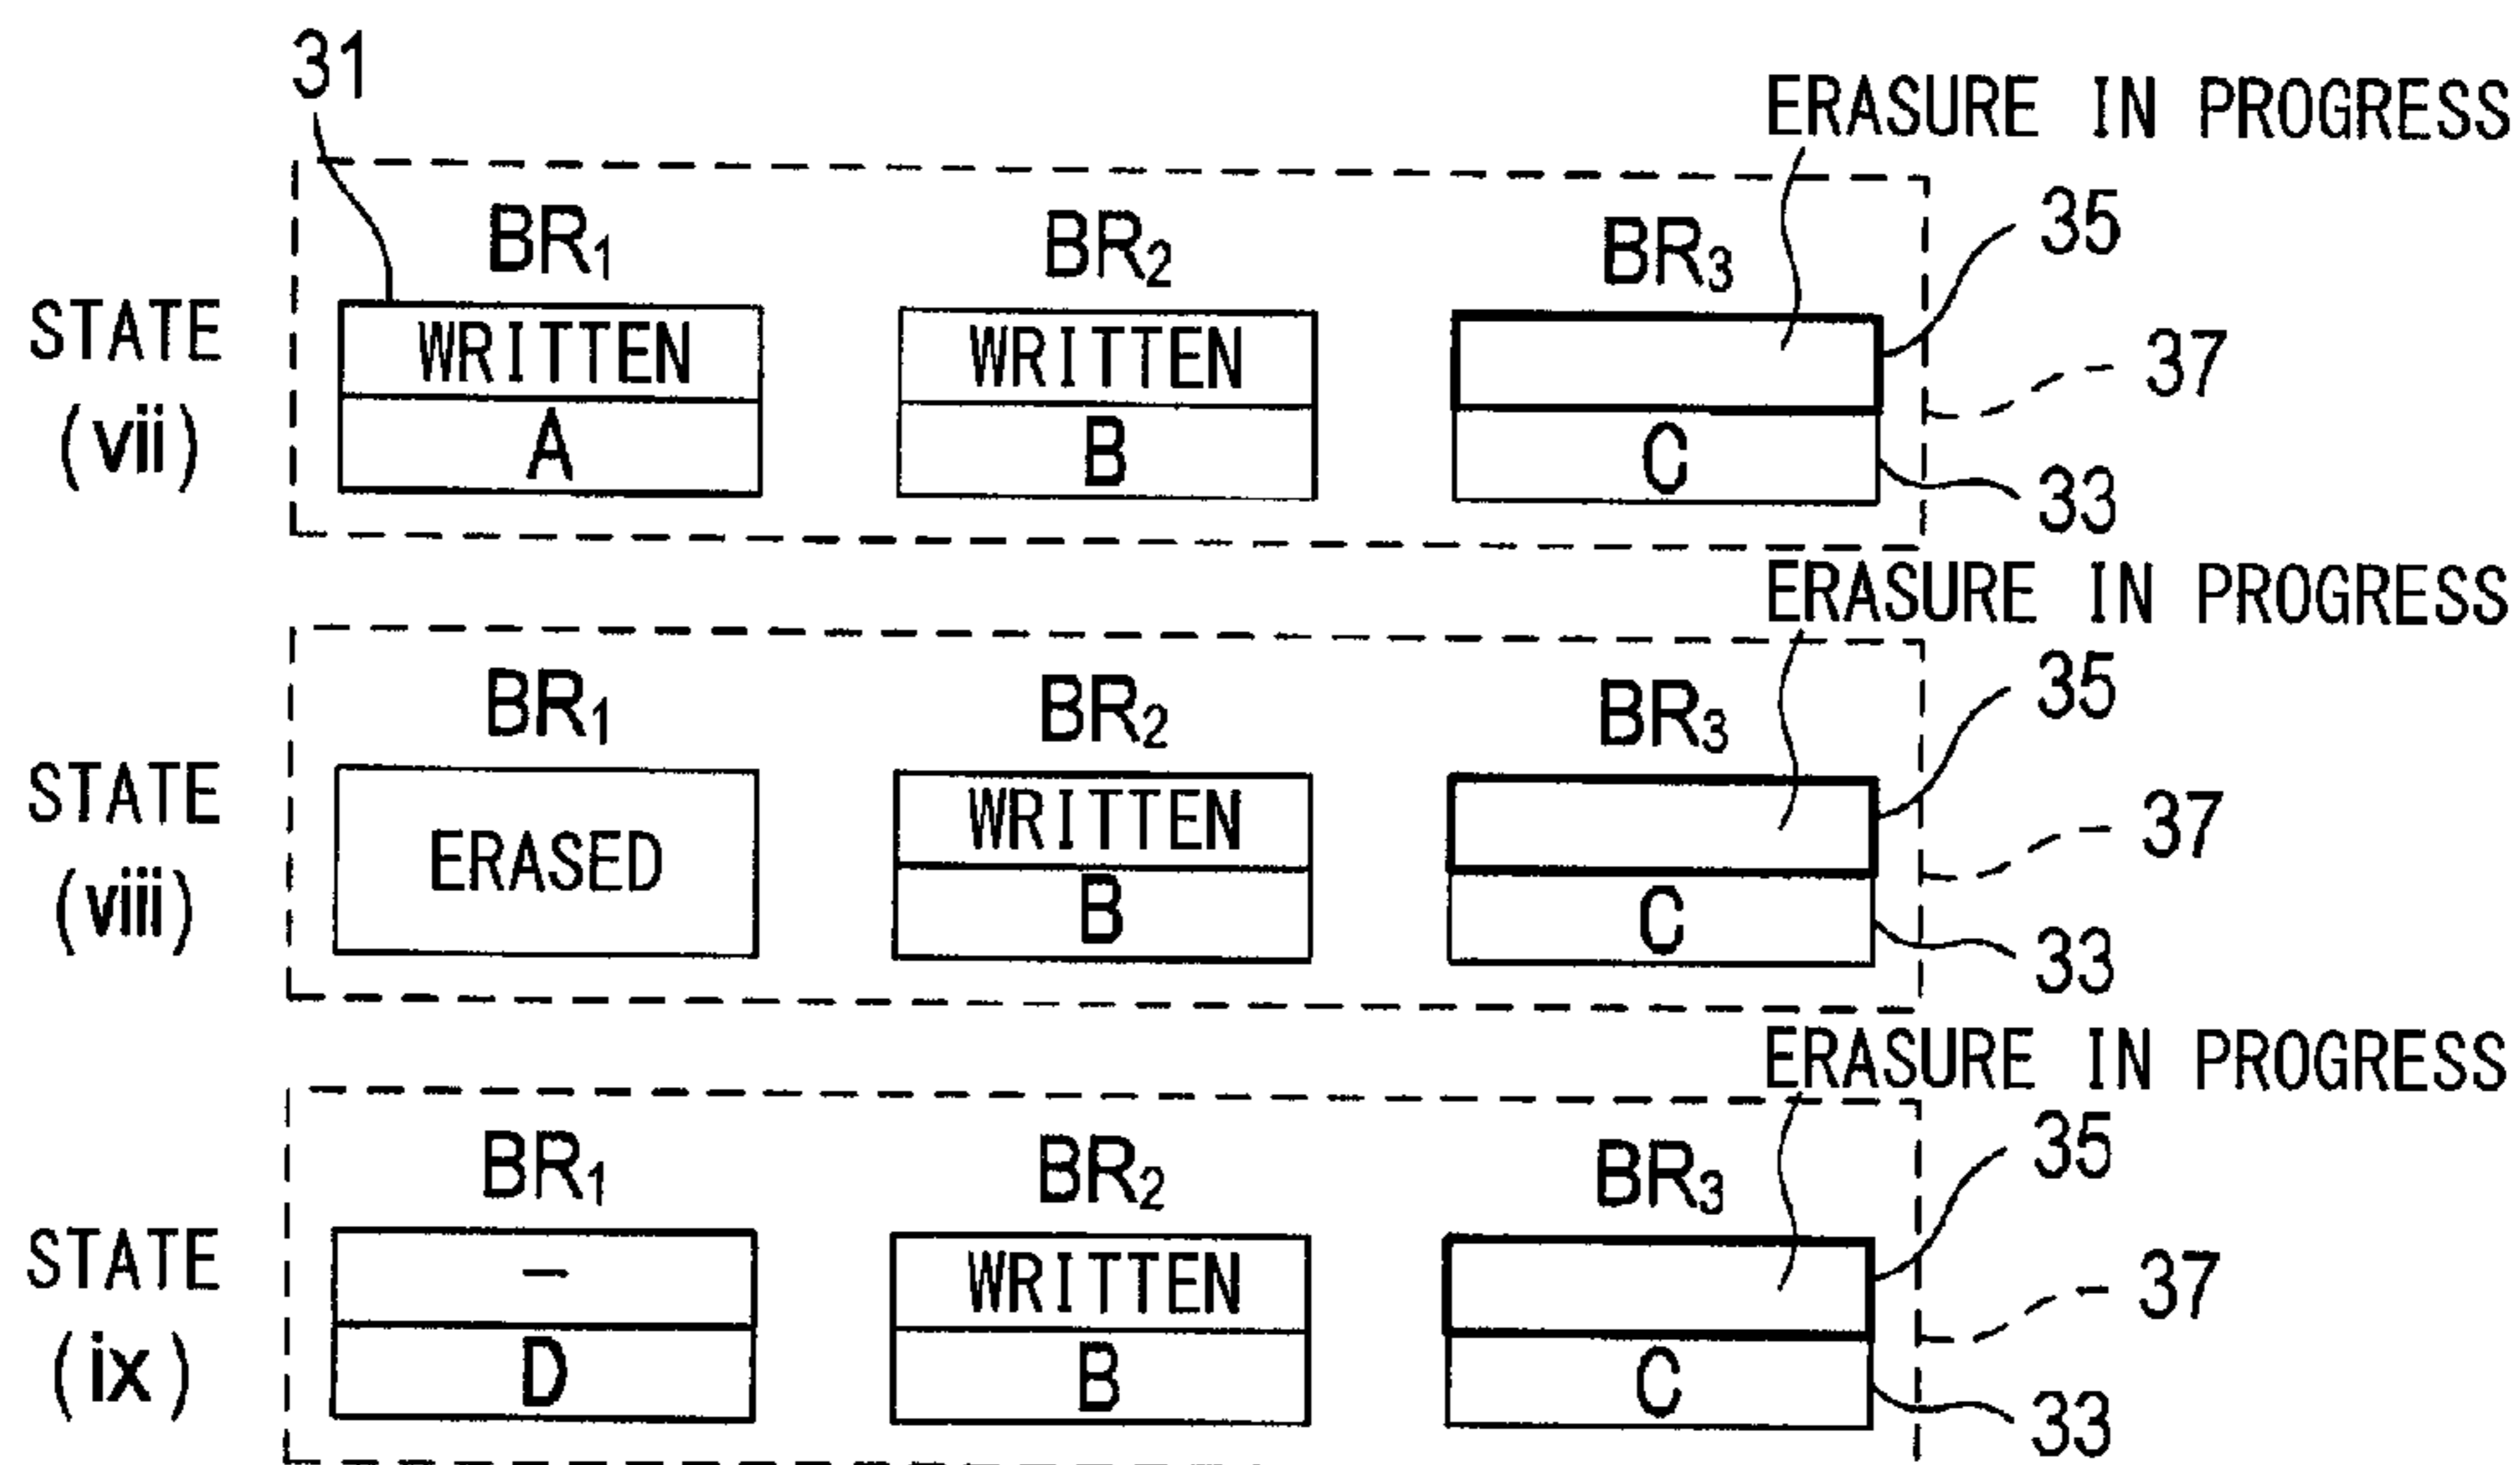 31
ERASURE IN PROGRESS
BR1 BR2 BR3 35
STATE (vii) WRITTEN WRITTEN 37
A B C 33
ERASURE IN PROGRESS
BR1 BR2 BR3 35
STATE (viii) ERASED WRITTEN 37
B C 33
ERASURE IN PROGRESS
BR1 BR2 BR3 35
STATE (ix) - WRITTEN 37
D B C 33